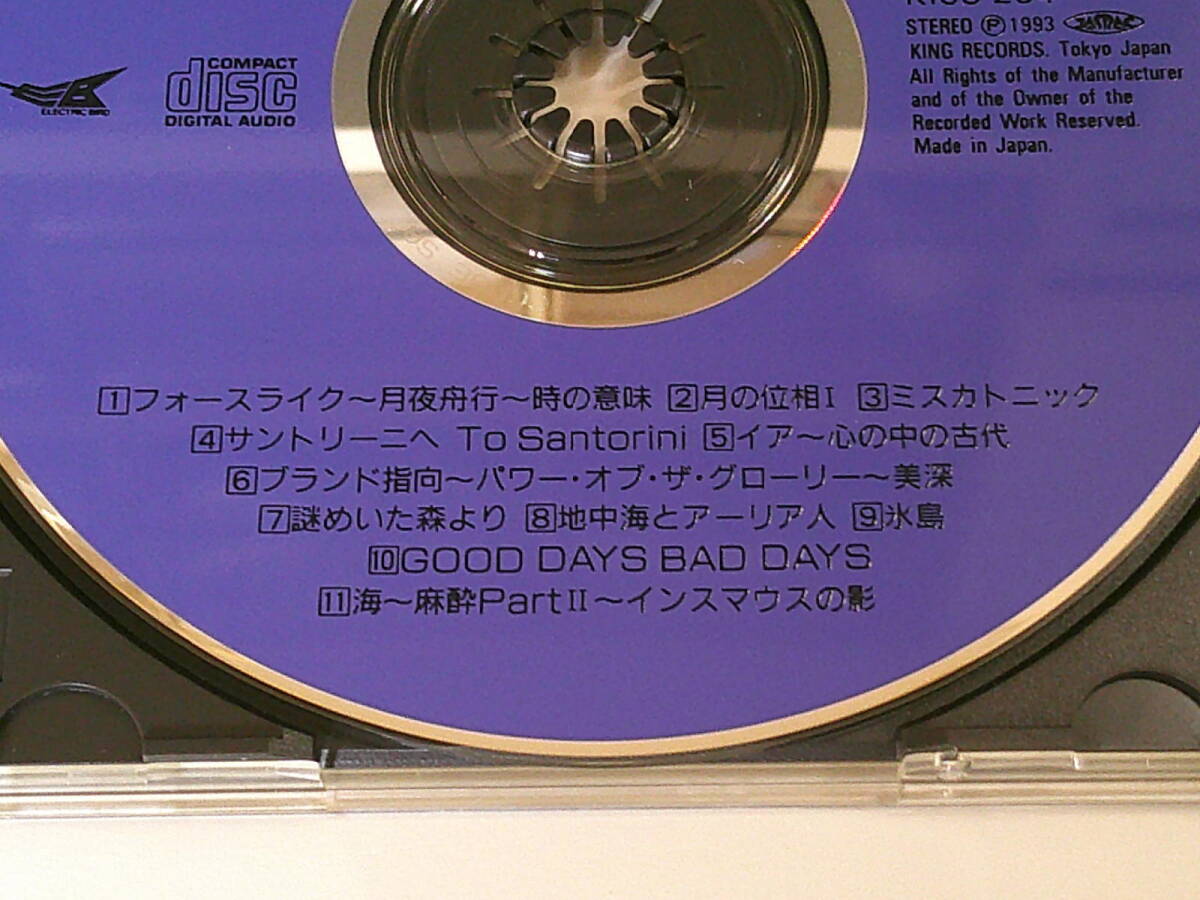 STEREO Ⓟ1993 JASRAC
KING RECORDS. Tokyo Japan
All Rights of the Manufacturer
and of the Owner of the
Recorded Work Reserved.
Made in Japan.
ELECTRIC BIRD
COMPACT
disc
DIGITAL AUDIO
1フォースライク～月夜舟行～時の意味 2月の位相I 3ミスカトニック
4サントリーニへ To Santorini 5イア～心の中の古代
6ブランド指向～パワー・オブ・ザ・グローリー～美深
7謎めいた森より 8地中海とアーリア人 9氷島
10GOOD DAYS BAD DAYS
11海～麻酔PartⅡ～インスマウスの影